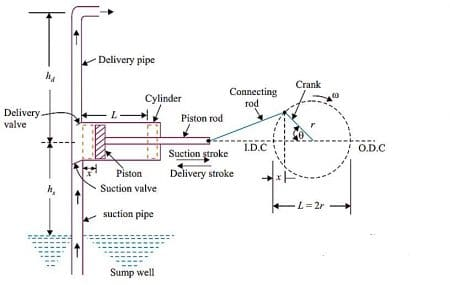 h_d
Delivery pipe
Delivery
valve
L
Cylinder
Piston rod
Connecting
rod
Crank
ω
r
θ
Suction stroke
Delivery stroke
I.D.C
O.D.C
x
Piston
Suction valve
x
h_s
L = 2r
suction pipe
Sump well